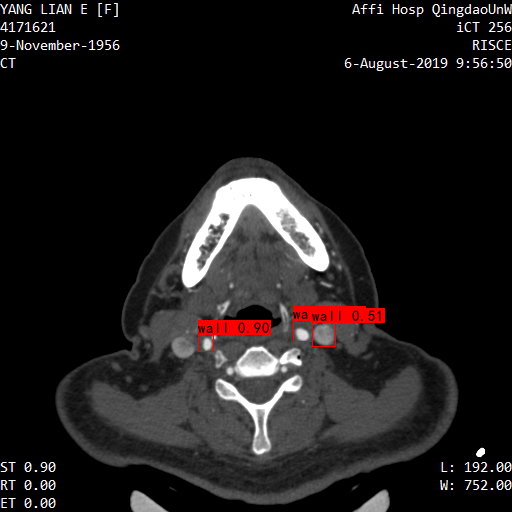 YANG LIAN E [F]
4171621
9-November-1956
CT
Affi Hosp QingdaoUnW
iCT 256
RISCE
6-August-2019 9:56:50
wall 0.90
wa
wall 0.51
ST 0.90
RT 0.00
ET 0.00
L: 192.00
W: 752.00